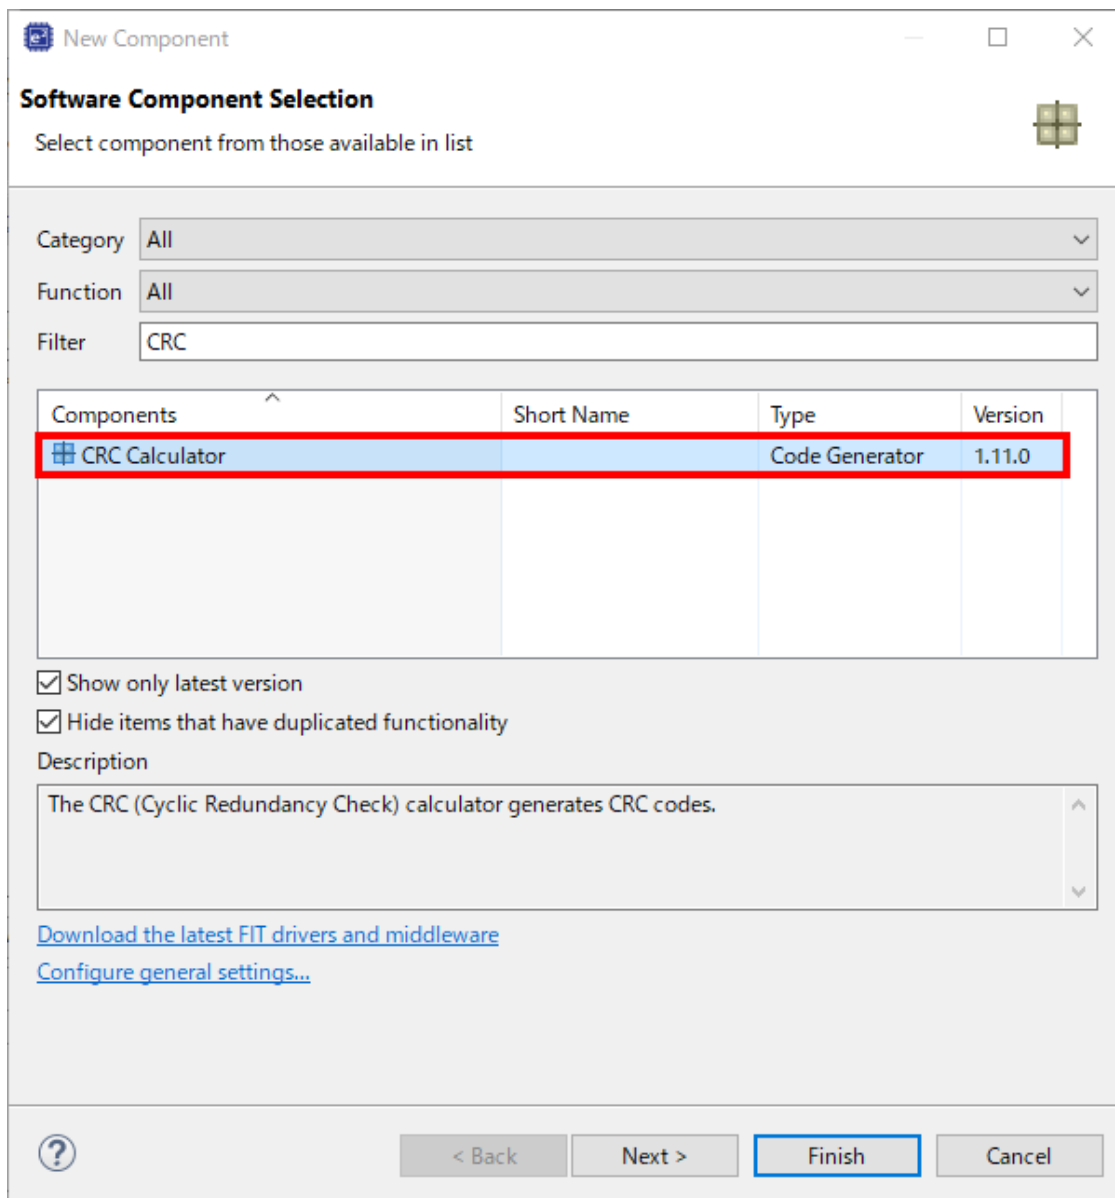 New Component
Software Component Selection
Select component from those available in list
Category All
Function All
Filter CRC
Components Short Name Type Version
CRC Calculator Code Generator 1.11.0
Show only latest version
Hide items that have duplicated functionality
Description
The CRC (Cyclic Redundancy Check) calculator generates CRC codes.
Download the latest FIT drivers and middleware
Configure general settings...
? < Back Next > Finish Cancel